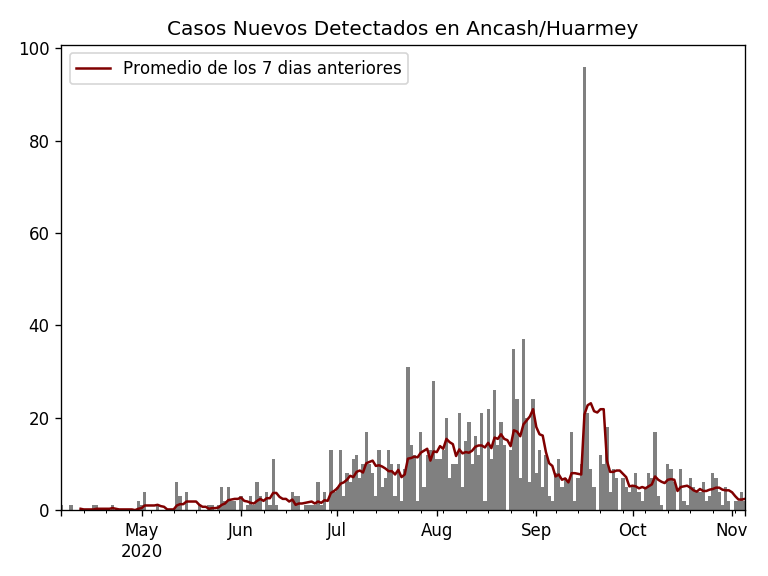 Casos Nuevos Detectados en Ancash/Huarmey
Promedio de los 7 dias anteriores
100
80
60
40
20
0
May Jun Jul Aug Sep Oct Nov
2020